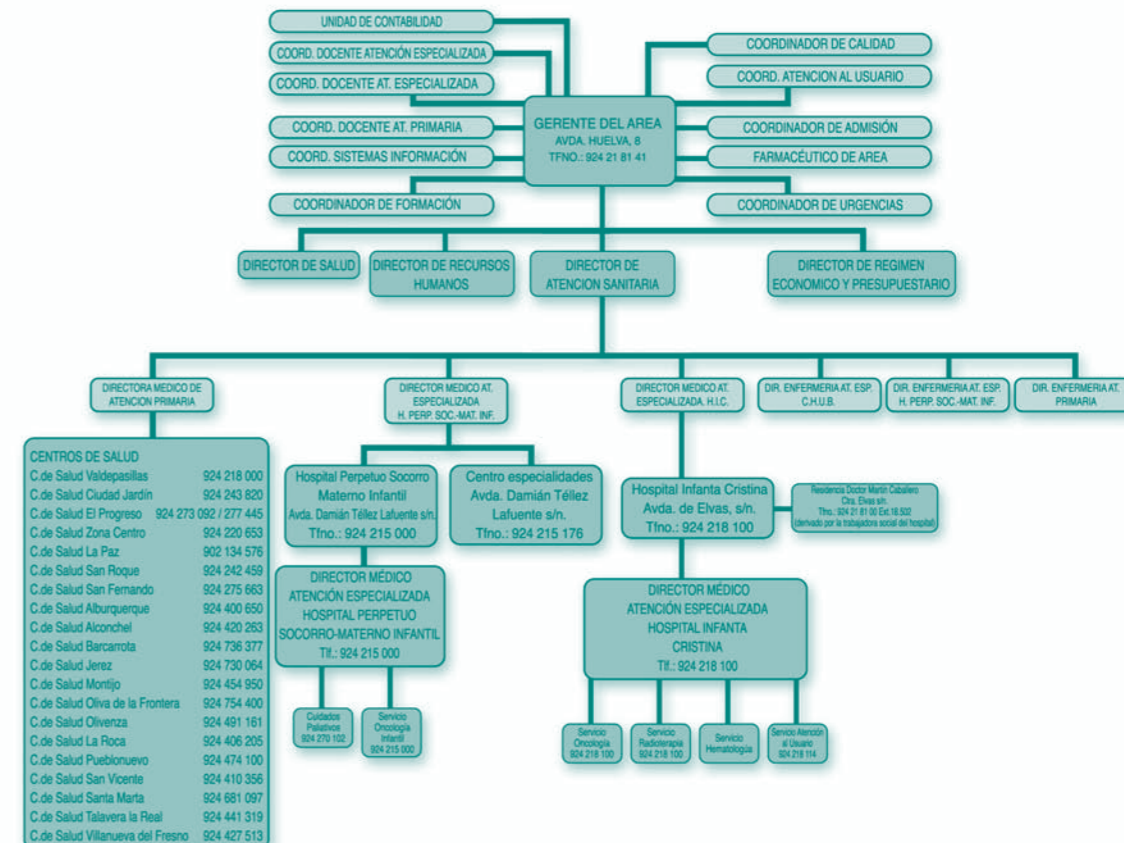 UNIDAD DE CONTABILIDAD
COORD. DOCENTE ATENCIÓN ESPECIALIZADA
COORD. DOCENTE AT. ESPECIALIZADA
COORD. DOCENTE AT. PRIMARIA
COORD. SISTEMAS INFORMACIÓN
COORDINADOR DE FORMACIÓN
GERENTE DEL AREA
AVDA. HUELVA, 8
TFNO.: 924 21 81 41
COORDINADOR DE CALIDAD
COORD. ATENCION AL USUARIO
COORDINADOR DE ADMISIÓN
FARMACÉUTICO DE AREA
COORDINADOR DE URGENCIAS
DIRECTOR DE SALUD
DIRECTOR DE RECURSOS
HUMANOS
DIRECTOR DE
ATENCION SANITARIA
DIRECTOR DE REGIMEN
ECONOMICO Y PRESUPUESTARIO
DIRECTORA MEDICO DE
ATENCION PRIMARIA
DIRECTOR MEDICO AT.
ESPECIALIZADA
H. PERP. SOC.-MAT. INF.
DIRECTOR MEDICO AT.
ESPECIALIZADA. H.I.C.
DIR. ENFERMERIA AT. ESP.
C.H.U.B.
DIR. ENFERMERIA AT. ESP.
H. PERP. SOC.-MAT. INF.
DIR. ENFERMERIA AT.
PRIMARIA
CENTROS DE SALUD
C.de Salud Valdepasillas 924 218 000
C.de Salud Ciudad Jardín 924 243 820
C.de Salud El Progreso 924 273 092 / 277 445
C.de Salud Zona Centro 924 220 653
C.de Salud La Paz 902 134 576
C.de Salud San Roque 924 242 459
C.de Salud San Fernando 924 275 663
C.de Salud Alburquerque 924 400 650
C.de Salud Alconchel 924 420 263
C.de Salud Barcarrota 924 736 377
C.de Salud Jerez 924 730 064
C.de Salud Montijo 924 454 950
C.de Salud Oliva de la Frontera 924 754 400
C.de Salud Olivenza 924 491 161
C.de Salud La Roca 924 406 205
C.de Salud Pueblonuevo 924 474 100
C.de Salud San Vicente 924 410 356
C.de Salud Santa Marta 924 681 097
C.de Salud Talavera la Real 924 441 319
C.de Salud Villanueva del Fresno 924 427 513
Hospital Perpetuo Socorro
Materno Infantil
Avda. Damián Téllez Lafuente s/n.
Tfno.: 924 215 000
Centro especialidades
Avda. Damián Téllez
Lafuente s/n.
Tfno.: 924 215 176
Hospital Infanta Cristina
Avda. de Elvas, s/n.
Tfno.: 924 218 100
Residencia Doctor Martín Caballero
Ctra. Elvas s/n.
Tfno.: 924 21 81 00 Ext.18.502
(derivado por la trabajadora social del hospital)
DIRECTOR MÉDICO
ATENCIÓN ESPECIALIZADA
HOSPITAL PERPETUO
SOCORRO-MATERNO INFANTIL
Tlf.: 924 215 000
DIRECTOR MÉDICO
ATENCIÓN ESPECIALIZADA
HOSPITAL INFANTA
CRISTINA
Tlf.: 924 218 100
Cuidados
Paliativos
924 270 102
Servicio
Oncología
Infantil
924 215 000
Servicio
Oncología
924 218 100
Servicio
Radioterapia
924 218 100
Servicio
Hematología
Servicio Atención
al Usuario
924 218 114